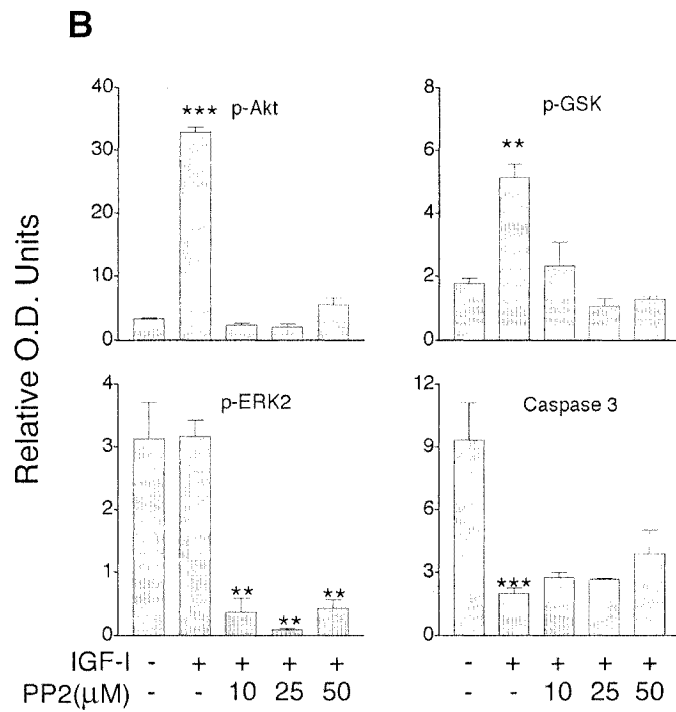 B
Relative O.D. Units
p-Akt
40
30
20
10
0
***
p-GSK
8
6
4
2
0
**
p-ERK2
4
3
2
1
0
** ** **
Caspase 3
12
9
6
3
0
***
IGF-I - + + + + - + + + +
PP2(μM) - - 10 25 50 - - 10 25 50